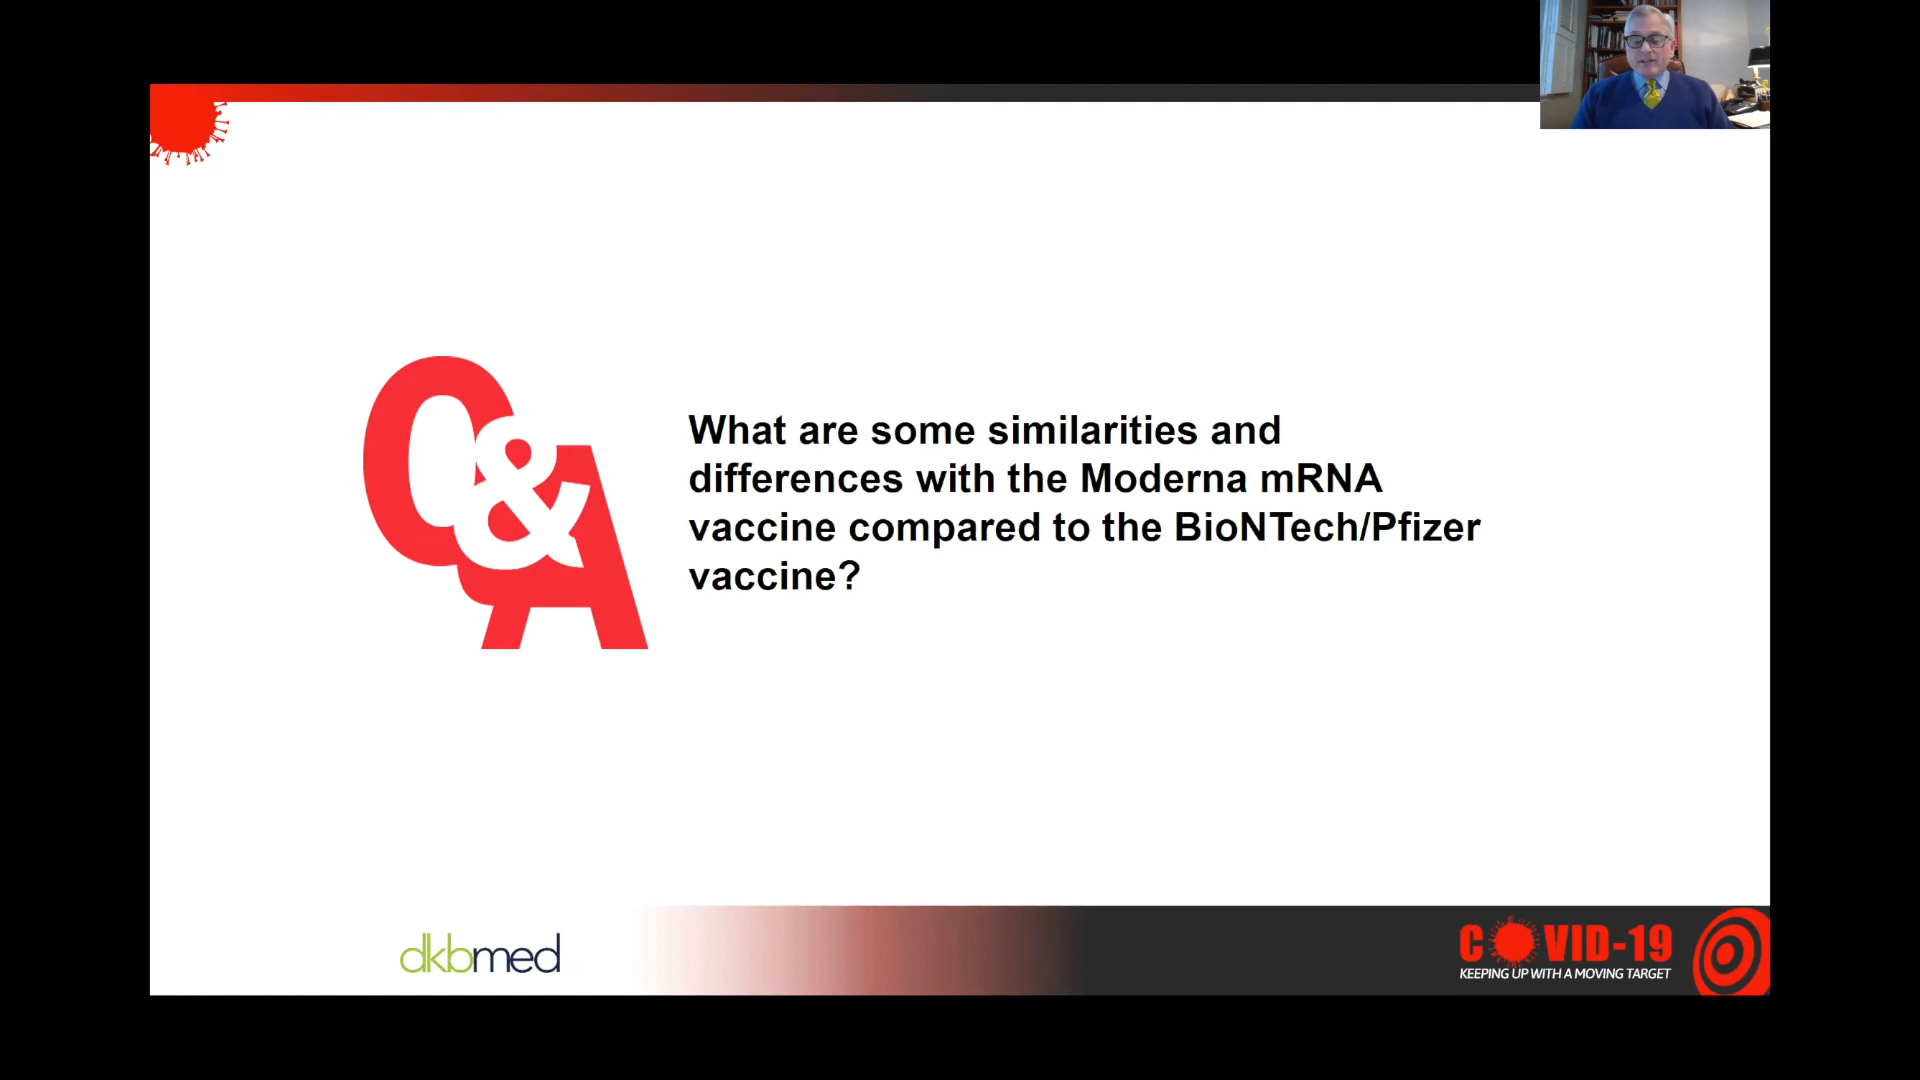 Q&A
What are some similarities and
differences with the Moderna mRNA
vaccine compared to the BioNTech/Pfizer
vaccine?
dkbmed
COVID-19
KEEPING UP WITH A MOVING TARGET